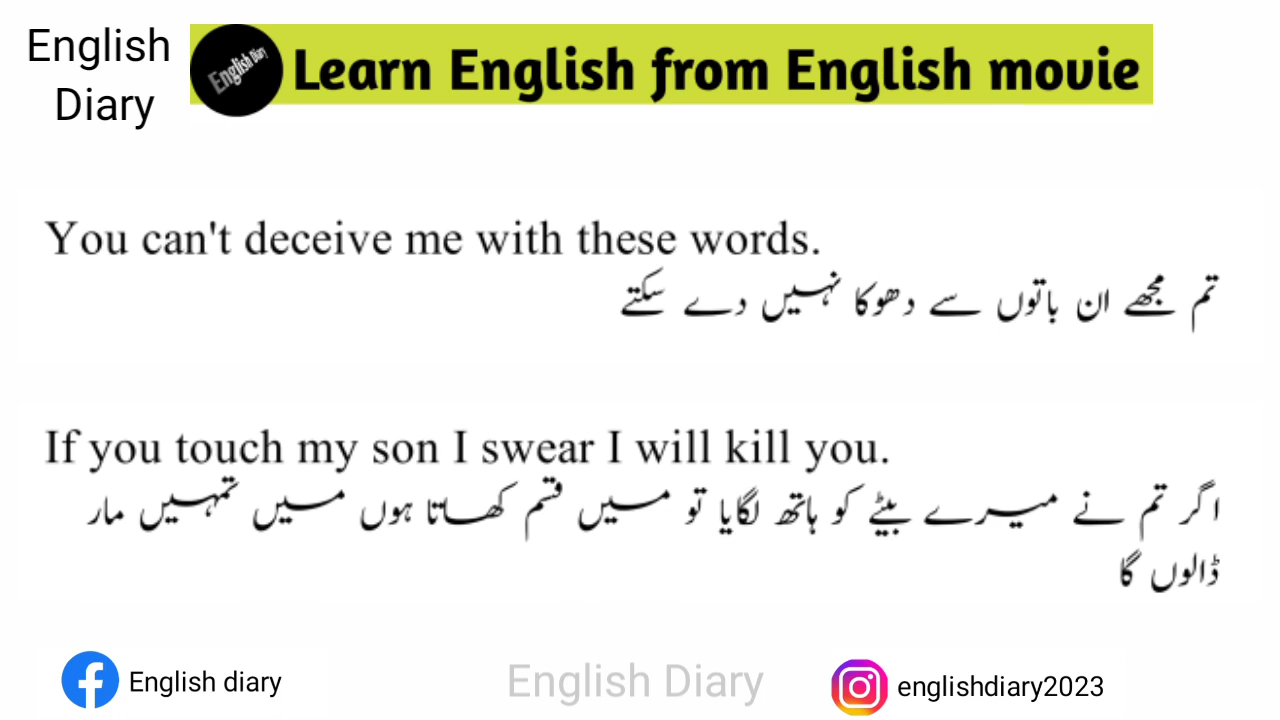 English
Diary
English Diary
Learn English from English movie
You can't deceive me with these words.
تم مجھے ان باتوں سے دھوکا نہیں دے سکتے
If you touch my son I swear I will kill you.
اگر تم نے میرے بیٹے کو ہاتھ لگایا تو میں قسم کھاتا ہوں میں تمہیں مار
ڈالوں گا
English diary
English Diary
englishdiary2023